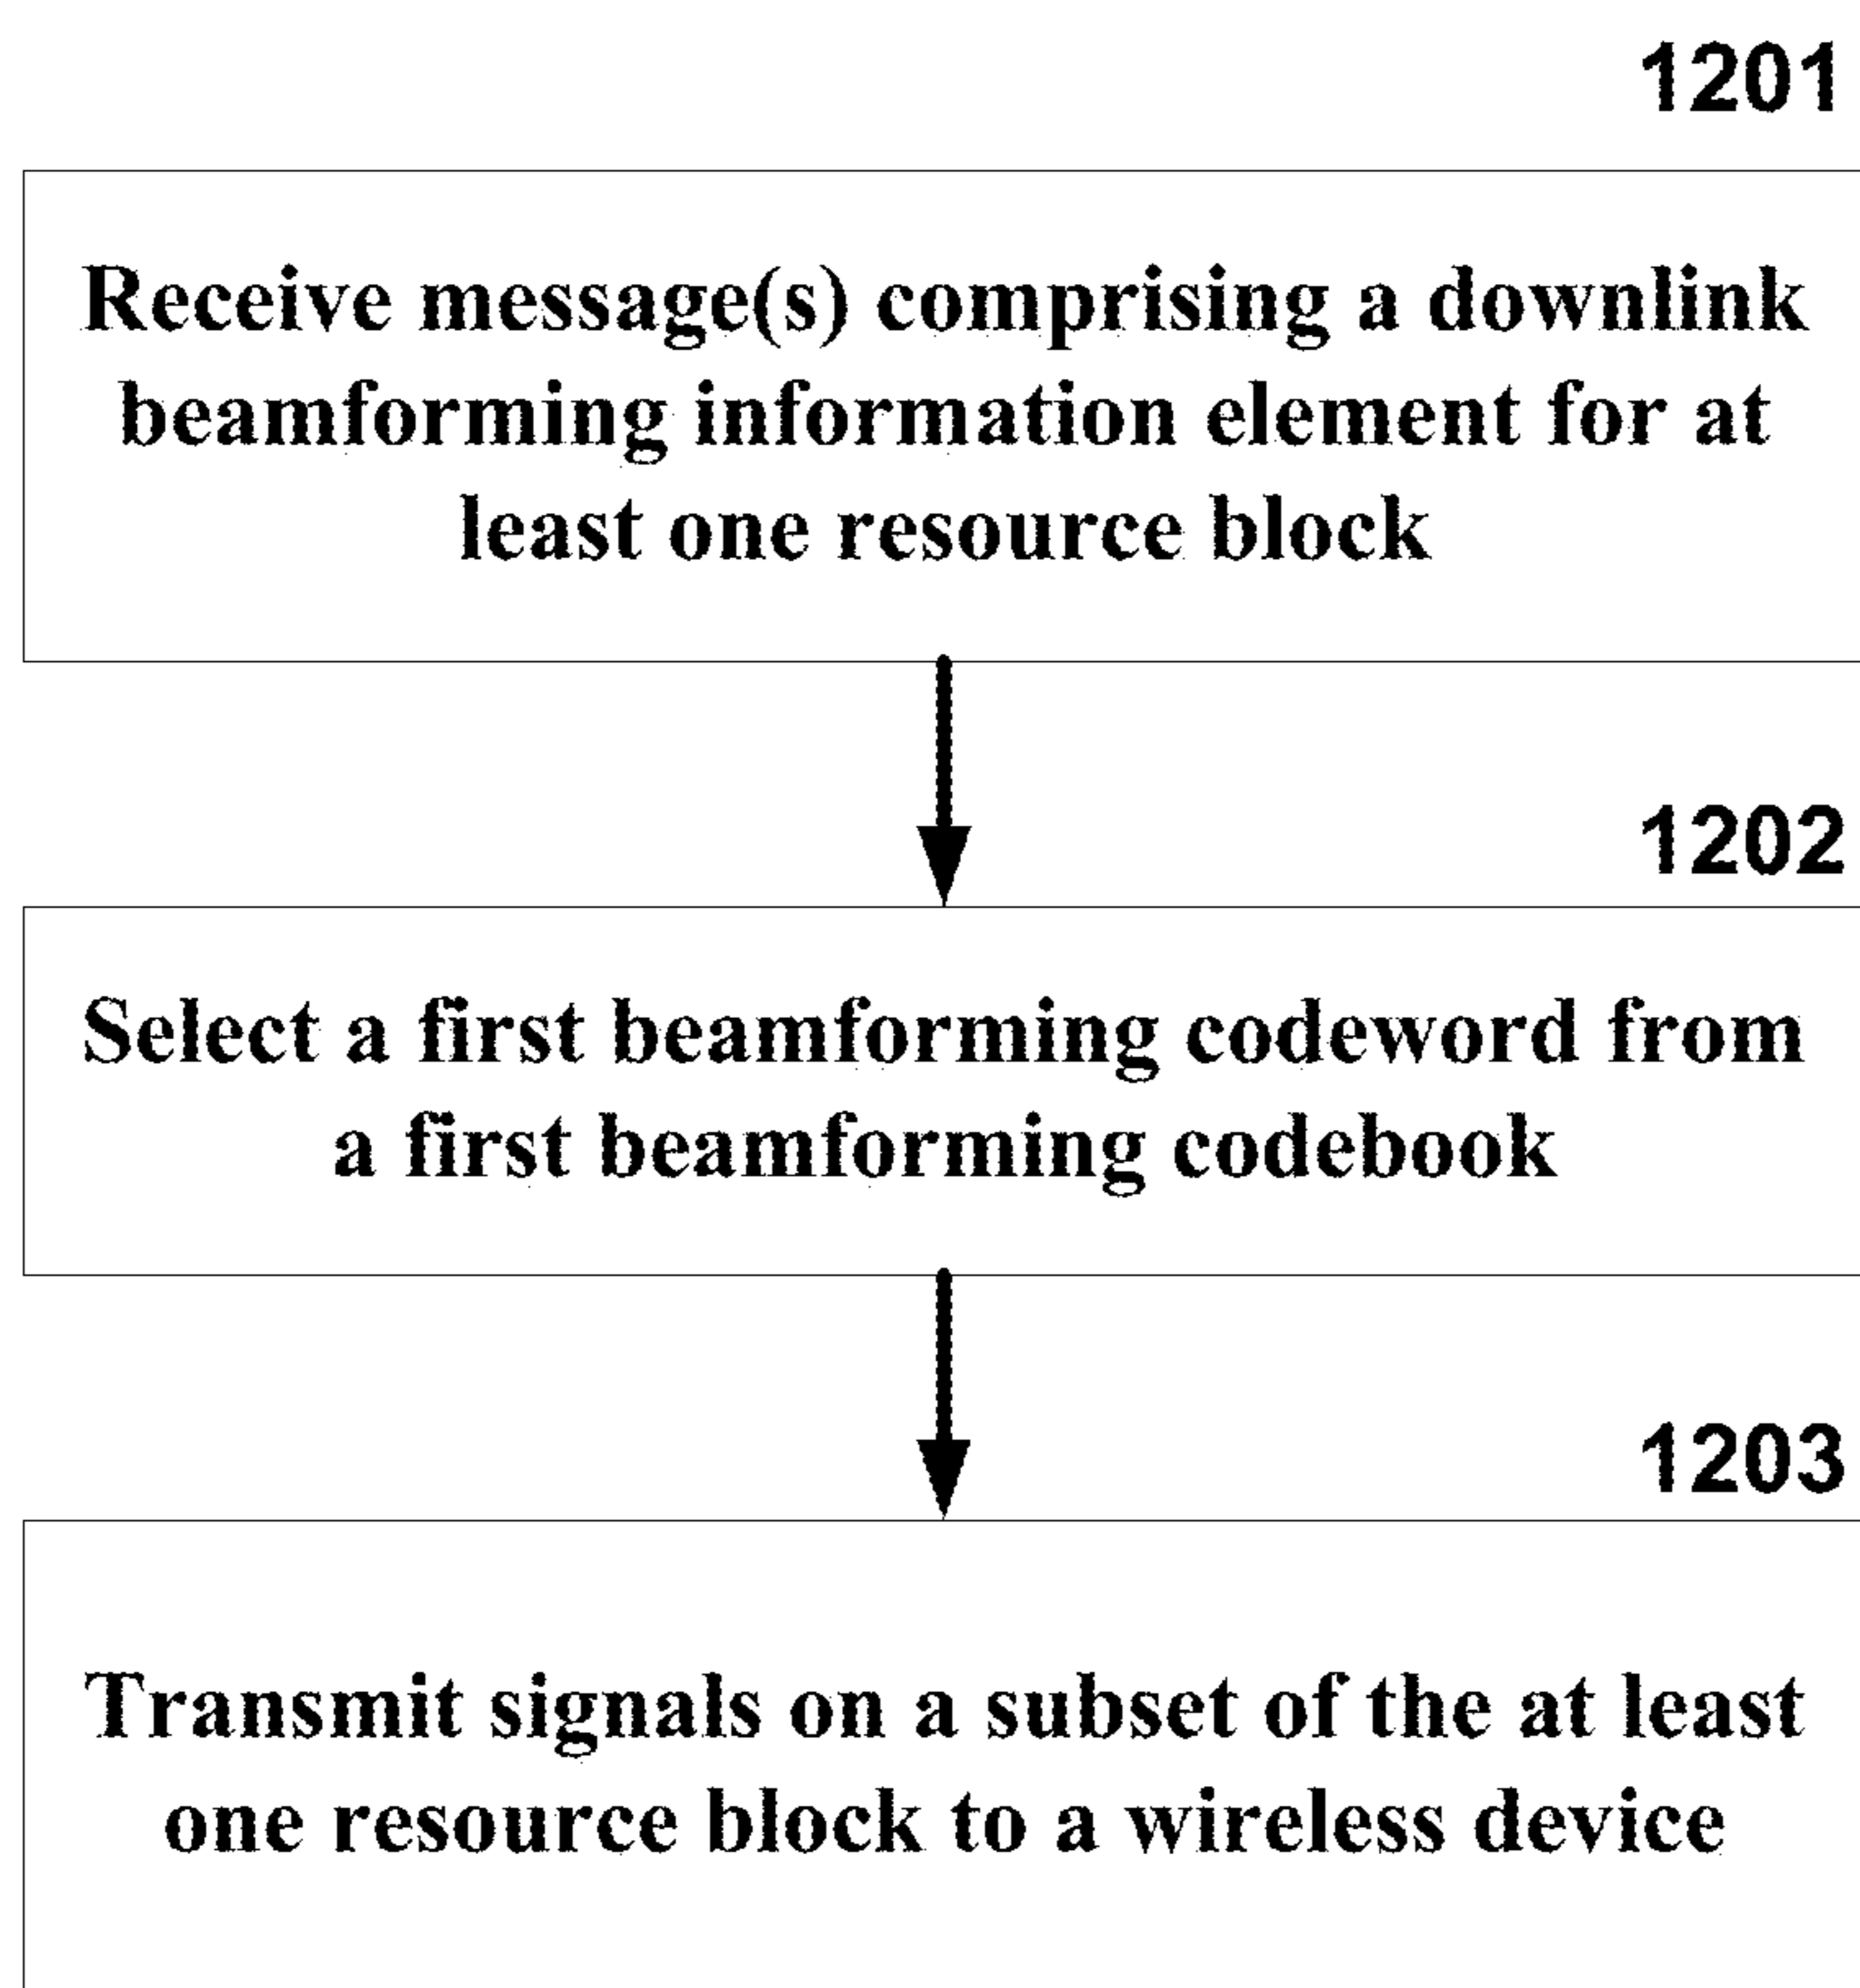 1201
Receive message(s) comprising a downlink
beamforming information element for at
least one resource block
1202
Select a first beamforming codeword from
a first beamforming codebook
1203
Transmit signals on a subset of the at least
one resource block to a wireless device